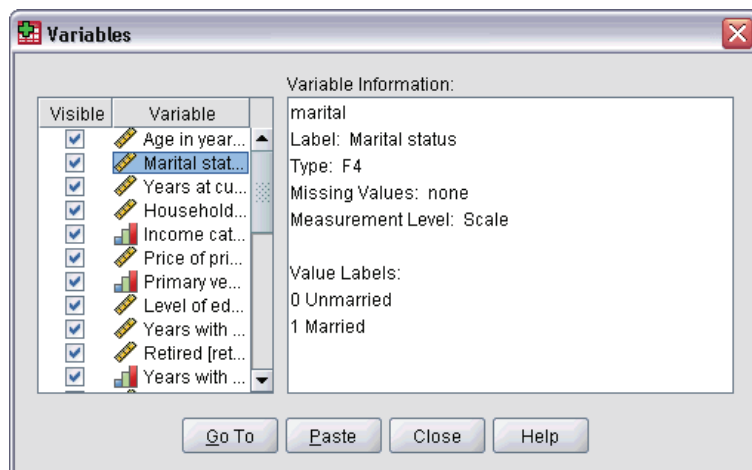 Variables
Variable Information:
Visible Variable
Age in year...
Marital stat...
Years at cu...
Household...
Income cat...
Price of pri...
Primary ve...
Level of ed...
Years with ...
Retired [ret...
Years with ...
marital
Label: Marital status
Type: F4
Missing Values: none
Measurement Level: Scale
Value Labels:
0 Unmarried
1 Married
Go To Paste Close Help